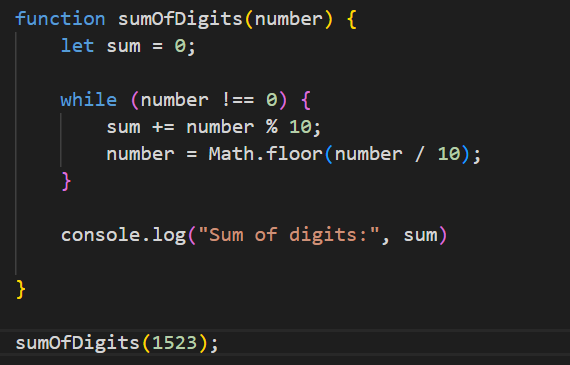 function sumOfDigits(number) {
let sum = 0;
while (number !== 0) {
sum += number % 10;
number = Math.floor(number / 10);
}
console.log("Sum of digits:", sum)
}
sumOfDigits(1523);